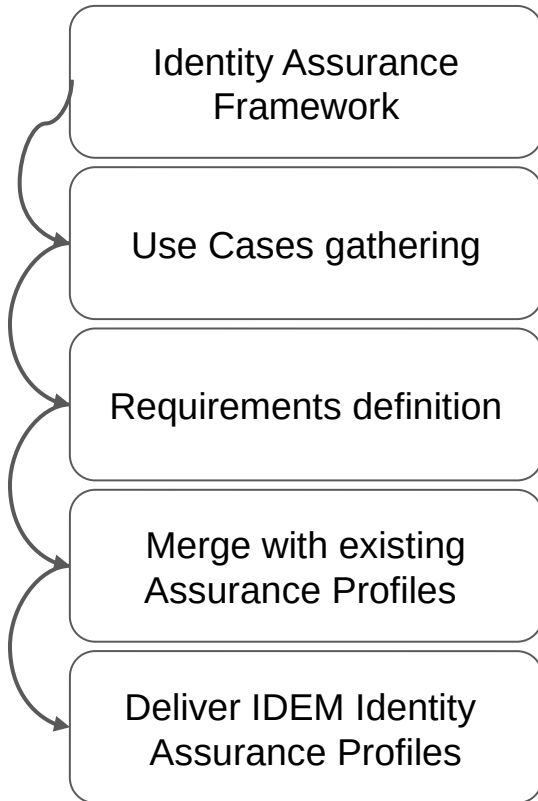 Identity Assurance
Framework
Use Cases gathering
Requirements definition
Merge with existing
Assurance Profiles
Deliver IDEM Identity
Assurance Profiles